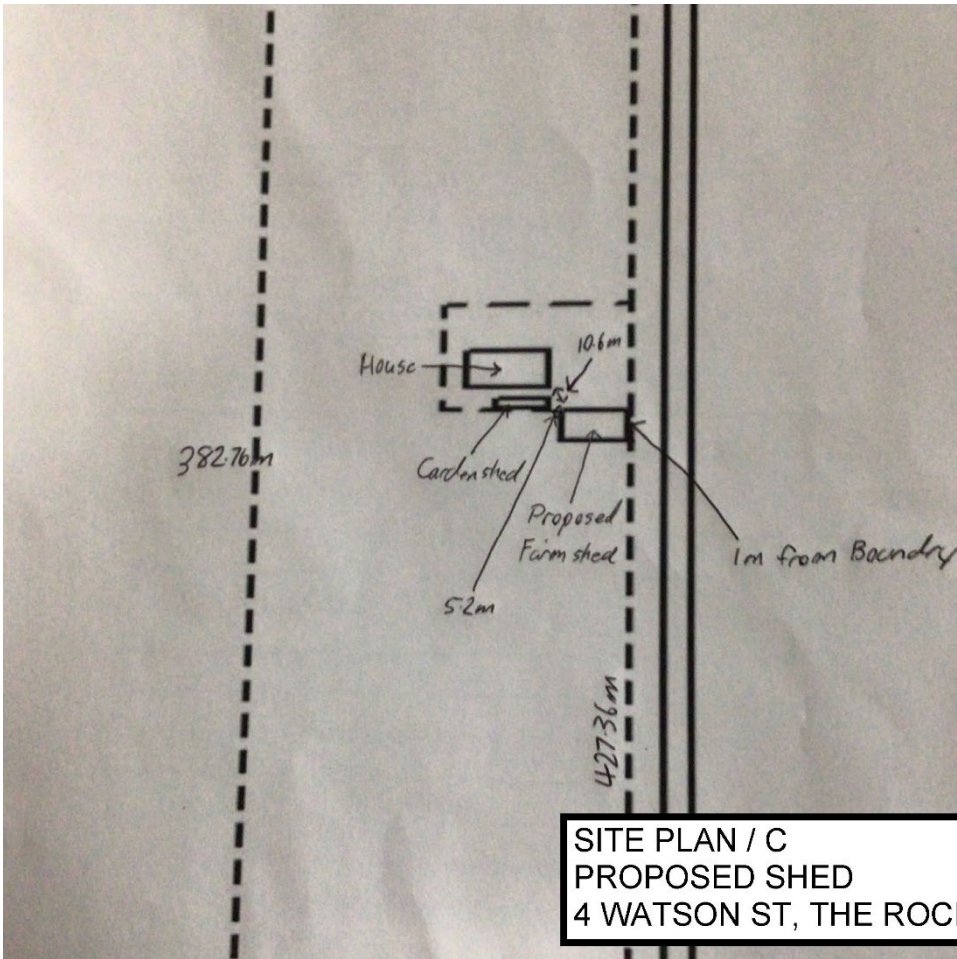 10.6m
House
382.76m
Garden shed
Proposed
Farm shed
1m from Boundry
5.2m
427.36m
SITE PLAN / C
PROPOSED SHED
4 WATSON ST, THE ROC